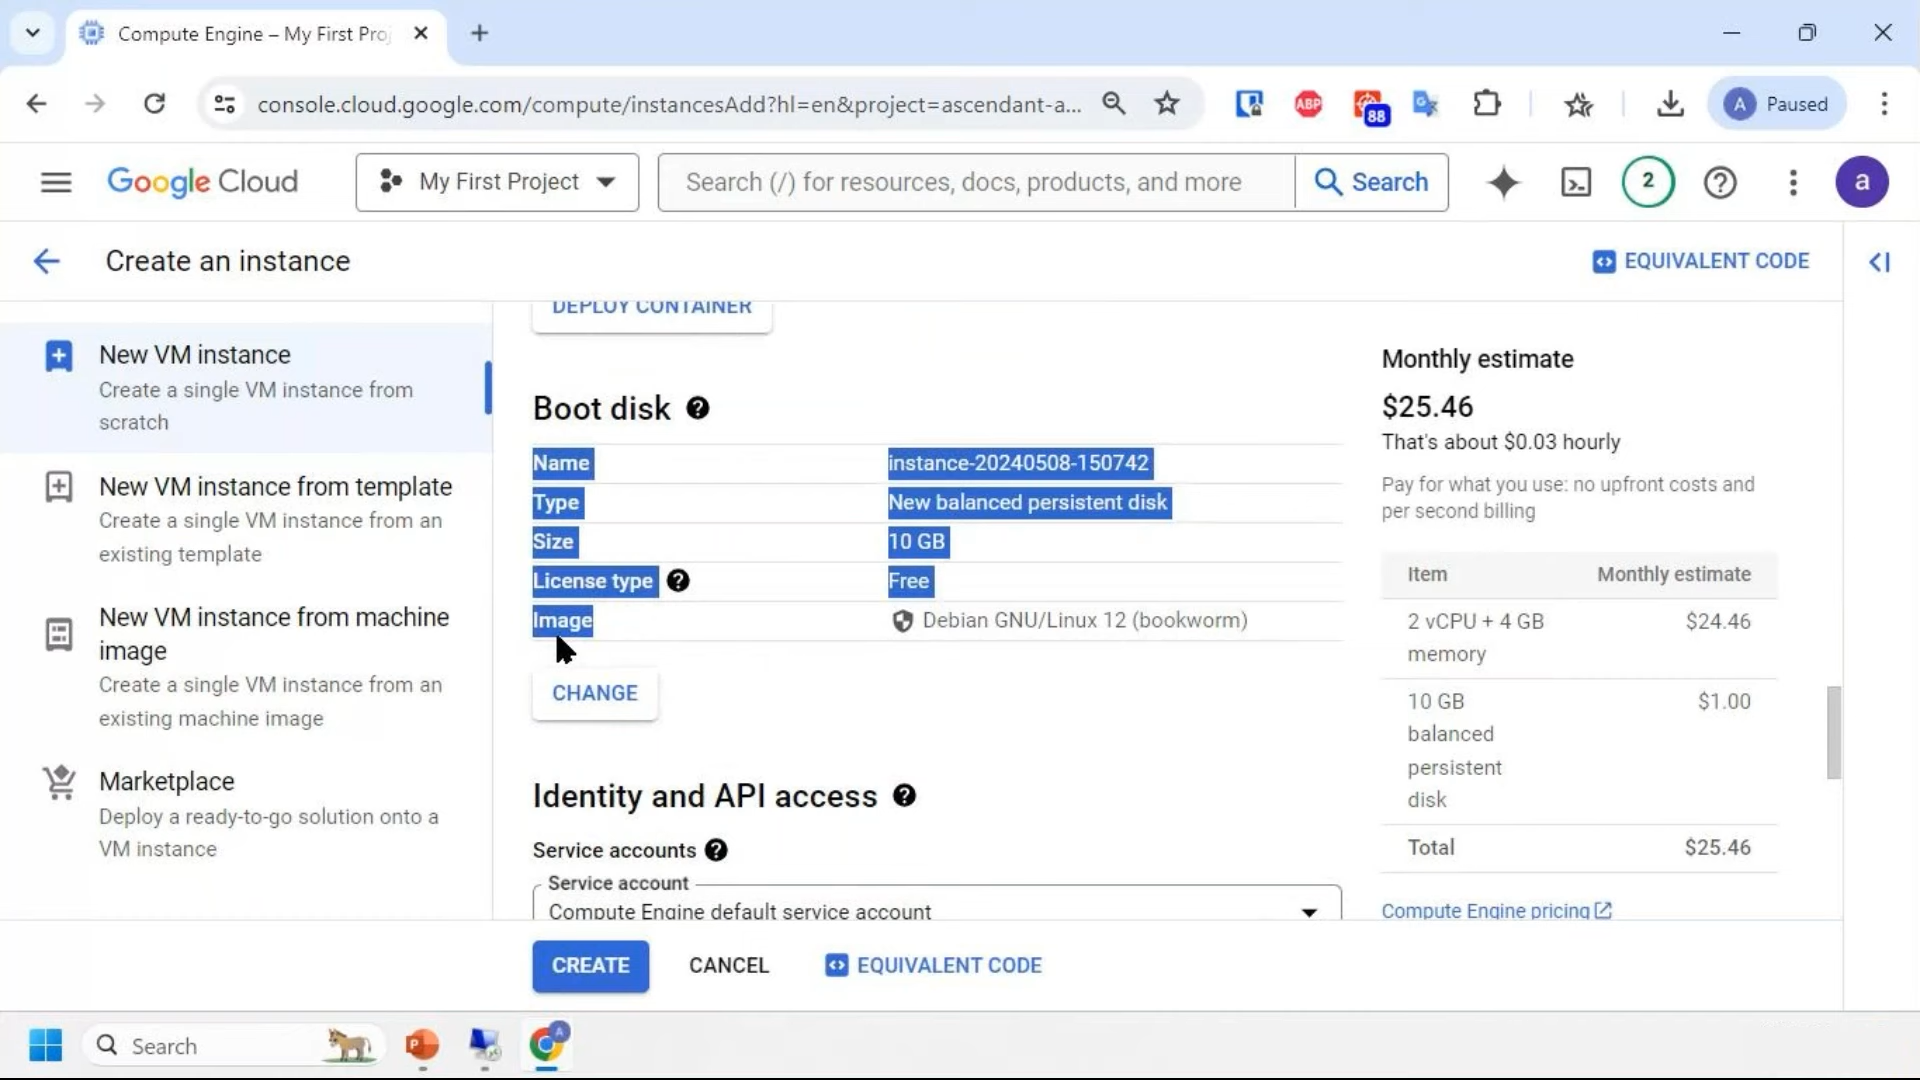 Compute Engine – My First Pro
console.cloud.google.com/compute/instancesAdd?hl=en&project=ascendant-a...
ABP
88
A Paused
Google Cloud
My First Project
Search (/) for resources, docs, products, and more
Search
2
a
Create an instance
EQUIVALENT CODE
New VM instance
Create a single VM instance from
scratch
New VM instance from template
Create a single VM instance from an
existing template
New VM instance from machine
image
Create a single VM instance from an
existing machine image
Marketplace
Deploy a ready-to-go solution onto a
VM instance
DEPLOY CONTAINER
Boot disk
Name instance-20240508-150742
Type New balanced persistent disk
Size 10 GB
License type Free
Image Debian GNU/Linux 12 (bookworm)
CHANGE
Identity and API access
Service accounts
Service account
Compute Engine default service account
Monthly estimate
$25.46
That's about $0.03 hourly
Pay for what you use: no upfront costs and
per second billing
Item Monthly estimate
2 vCPU + 4 GB $24.46
memory
10 GB $1.00
balanced
persistent
disk
Total $25.46
Compute Engine pricing
CREATE
CANCEL
EQUIVALENT CODE
Search
P
A